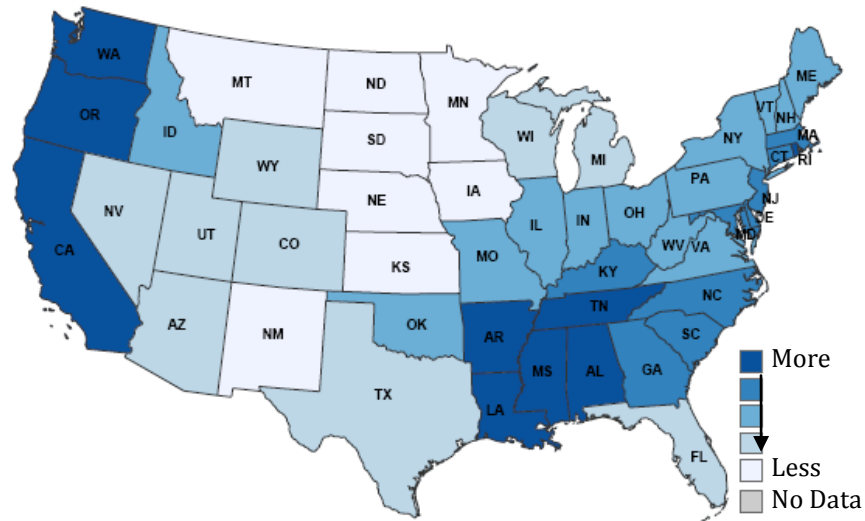 WA
MT
ND
MN
ME
OR
ID
SD
WI
VT
NH
NY
MA
WY
MI
CT
RI
NV
NE
IA
PA
UT
CO
IL
IN
OH
NJ
DE
MD
CA
KS
MO
WV
VA
KY
AZ
NM
OK
AR
TN
NC
SC
TX
MS
AL
GA
LA
FL
More
Less
No Data